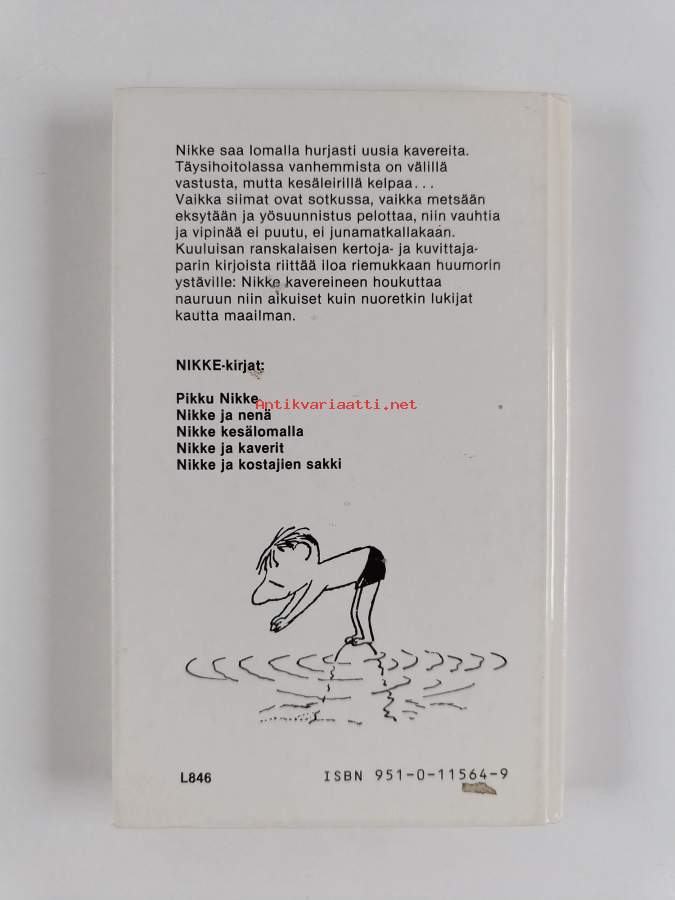 Nikke saa lomalla hurjasti uusia kavereita.
Täysihoitolassa vanhemmista on välillä
vastusta, mutta kesäleirillä kelpaa...
Vaikka siimat ovat sotkussa, vaikka metsään
eksytään ja yösuunnistus pelottaa, niin vauhtia
ja vipinää ei puutu, ei junamatkallakaan.
Kuuluisan ranskalaisen kertoja- ja kuvittaja-
parin kirjoista riittää iloa riemukkaan huumorin
ystäville: Nikke kavereineen houkuttaa
nauruun niin aikuiset kuin nuoretkin lukijat
kautta maailman.
NIKKE-kirjat:
Pikku Nikke
Antikvariaatti.net
Nikke ja nenä
Nikke kesälomalla
Nikke ja kaverit
Nikke ja kostajien sakki
L846
ISBN 951-0-11564-9